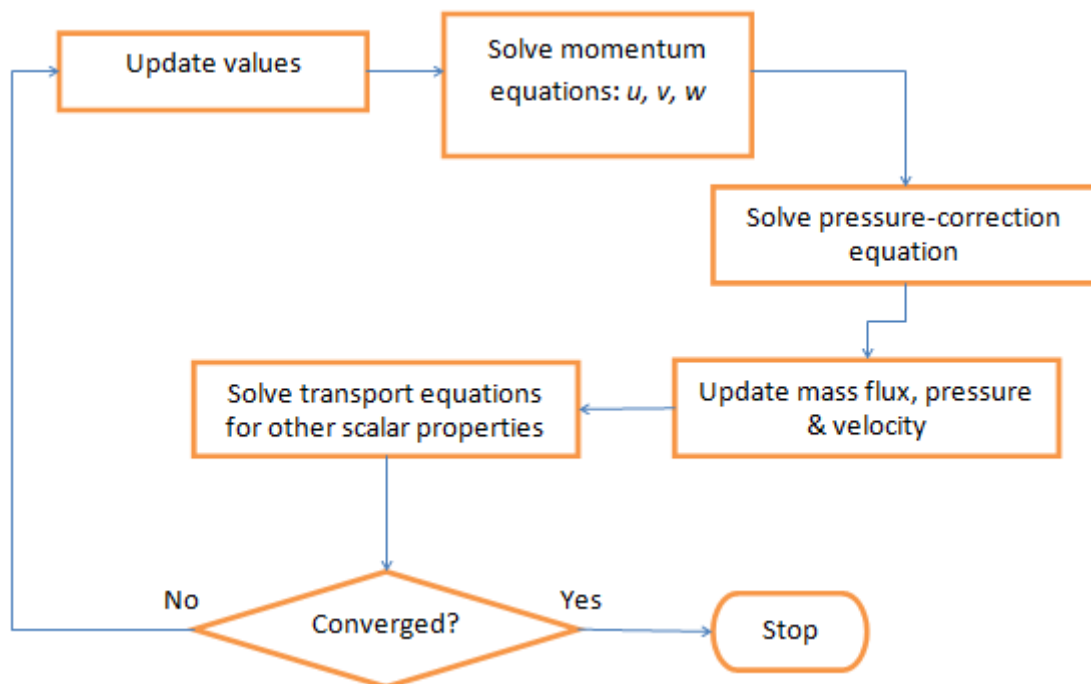 Update values
Solve momentum
equations: u, v, w
Solve pressure-correction
equation
Update mass flux, pressure
& velocity
Solve transport equations
for other scalar properties
Converged?
No
Yes
Stop